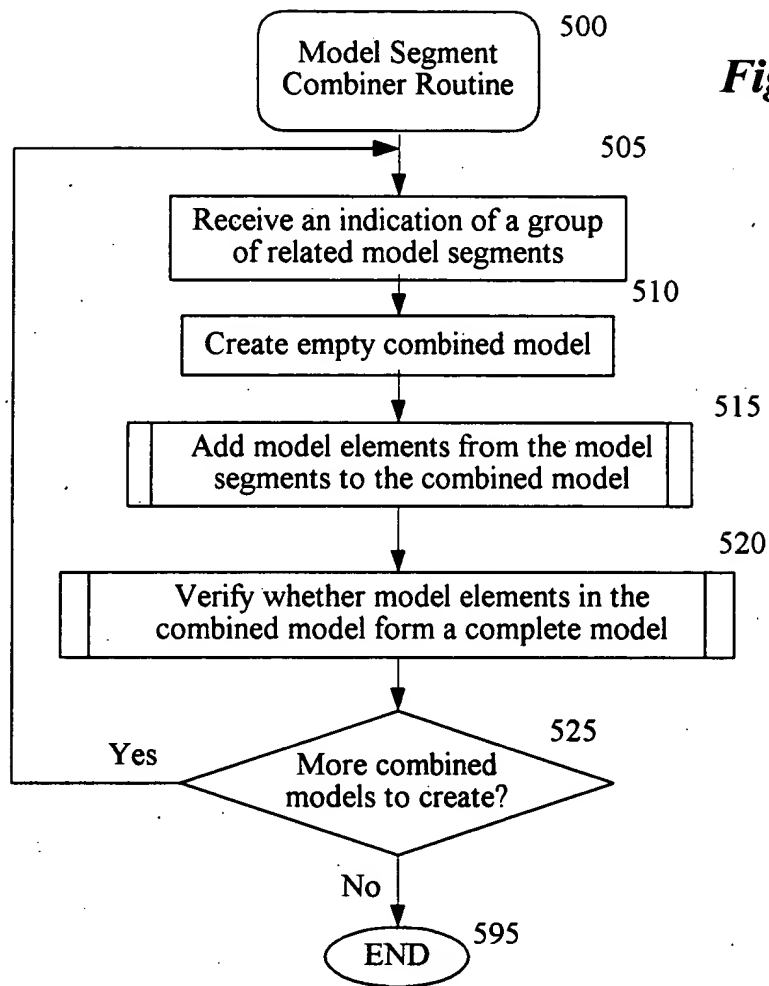 500
Model Segment
Combiner Routine
Fig
505
Receive an indication of a group
of related model segments
510
Create empty combined model
515
Add model elements from the model
segments to the combined model
520
Verify whether model elements in the
combined model form a complete model
525
Yes
More combined
models to create?
No
END
595